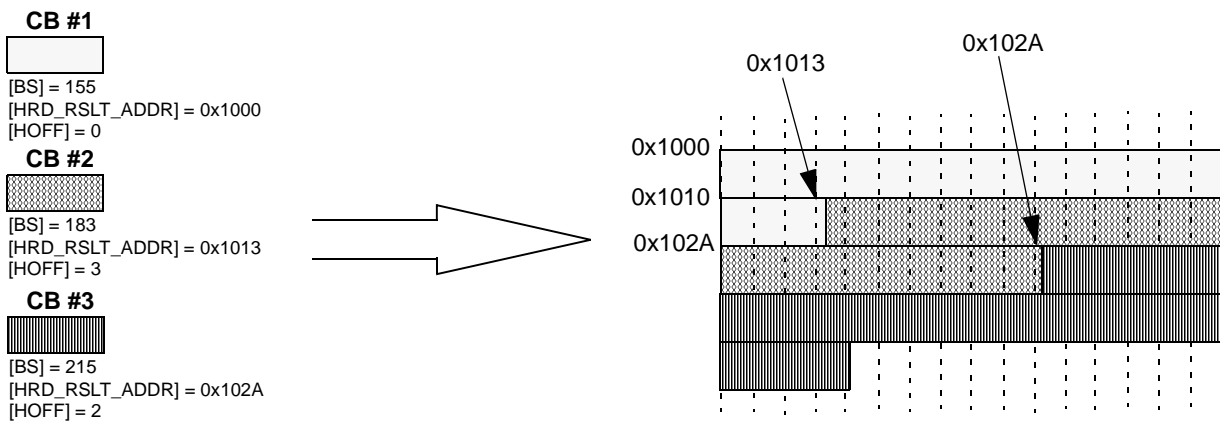 CB #1
[BS] = 155
[HRD_RSLT_ADDR] = 0x1000
[HOFF] = 0
CB #2
[BS] = 183
[HRD_RSLT_ADDR] = 0x1013
[HOFF] = 3
CB #3
[BS] = 215
[HRD_RSLT_ADDR] = 0x102A
[HOFF] = 2
0x102A
0x1013
0x1000
0x1010
0x102A